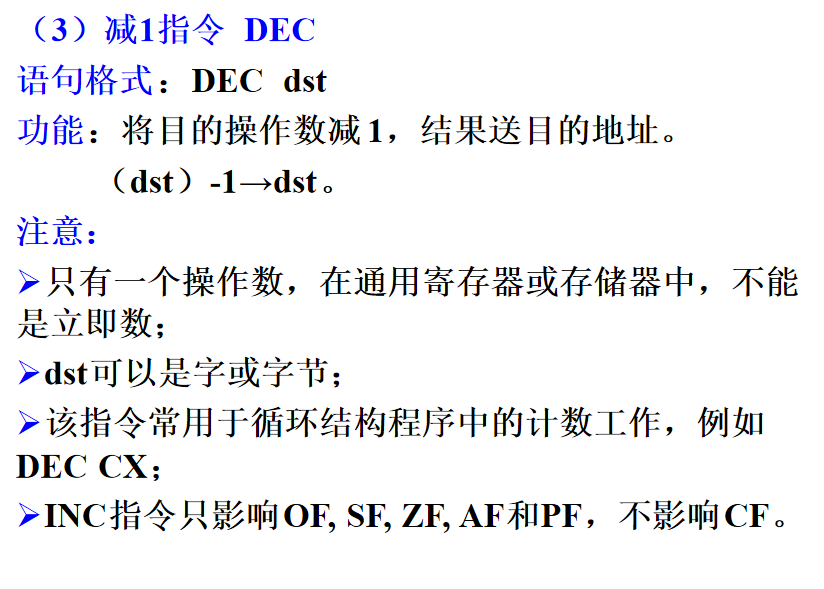 （3）减1指令 DEC
语句格式：DEC dst
功能：将目的操作数减1，结果送目的地址。
（dst）-1→dst。
注意：
➢只有一个操作数，在通用寄存器或存储器中，不能
是立即数；
➢dst可以是字或字节；
➢该指令常用于循环结构程序中的计数工作，例如
DEC CX；
➢INC指令只影响OF, SF, ZF, AF和PF，不影响CF。